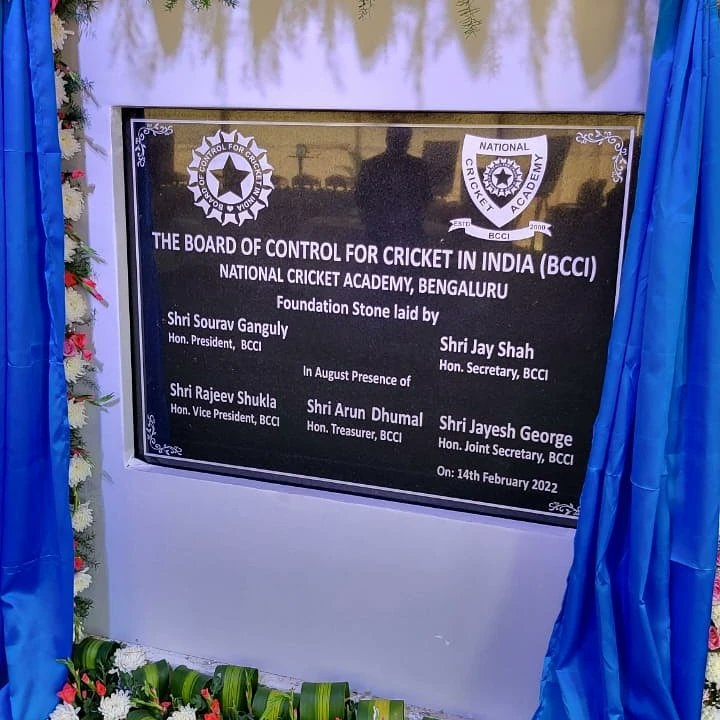 BOARD OF CONTROL FOR CRICKET IN INDIA
NATIONAL
CRICKET ACADEMY
ESTD 2000
BCCI
THE BOARD OF CONTROL FOR CRICKET IN INDIA (BCCI)
NATIONAL CRICKET ACADEMY, BENGALURU
Foundation Stone laid by
Shri Sourav Ganguly
Hon. President, BCCI
Shri Jay Shah
Hon. Secretary, BCCI
In August Presence of
Shri Rajeev Shukla
Hon. Vice President, BCCI
Shri Arun Dhumal
Hon. Treasurer, BCCI
Shri Jayesh George
Hon. Joint Secretary, BCCI
On: 14th February 2022